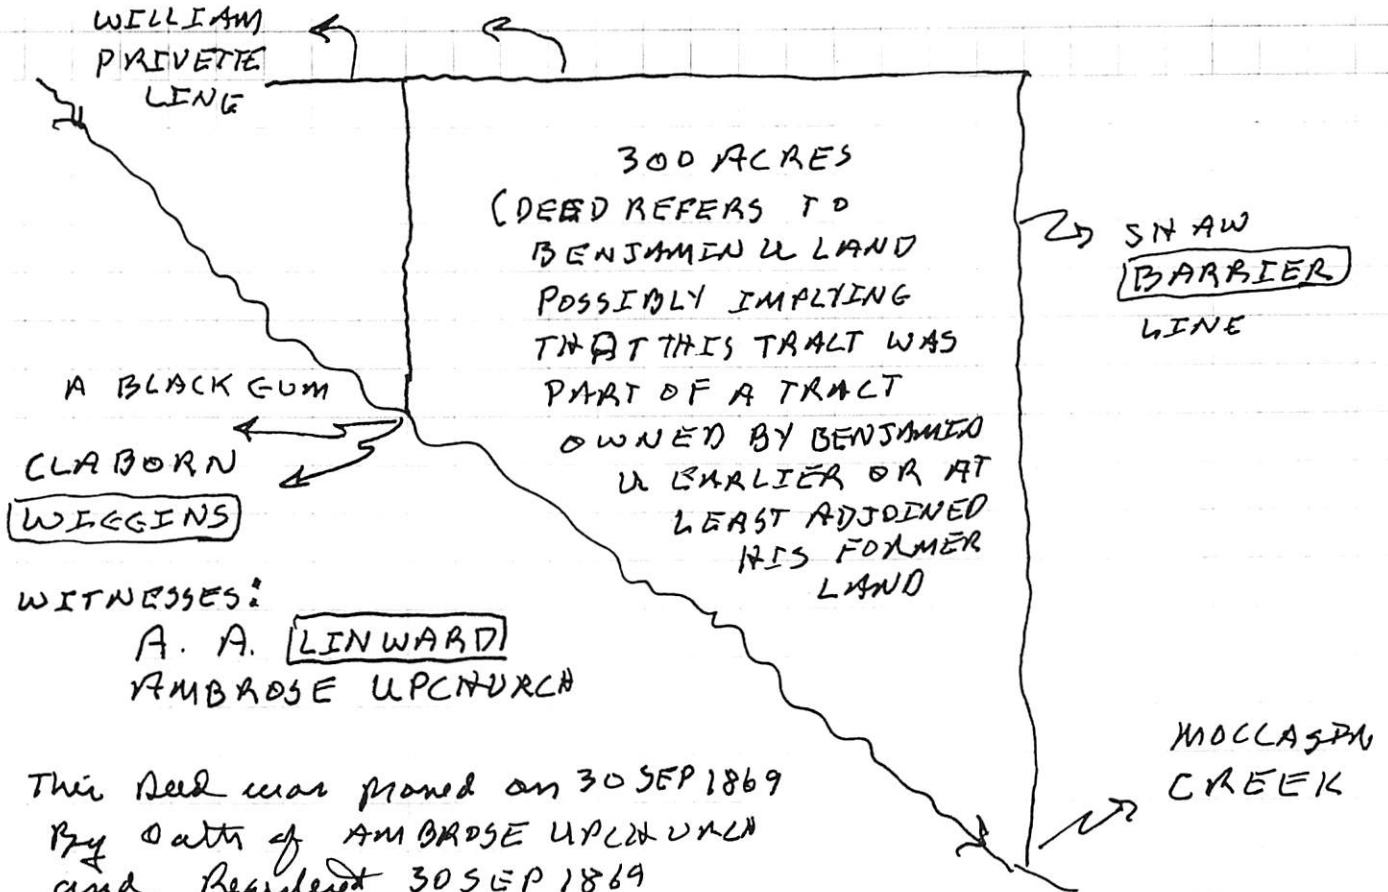 WILLIAM
PRIVETTE
LINE
300 ACRES
(DEED REFERS TO
BENJAMIN U LAND
POSSIBLY IMPLYING
THAT THIS TRACT WAS
PART OF A TRACT
OWNED BY BENJAMIN
U EARLIER OR AT
LEAST ADJOINED
HIS FORMER
LAND
SHAW
BARRIER
LINE
A BLACK GUM
CLABORN
WIGGINS
WITNESSES:
A. A. LINWARD
AMBROSE UPCHURCH
MOCCASIN
CREEK
This Deed was proved on 30 SEP 1869
By Oath of AMBROSE UPCHURCH
and Registered 30 SEP 1869